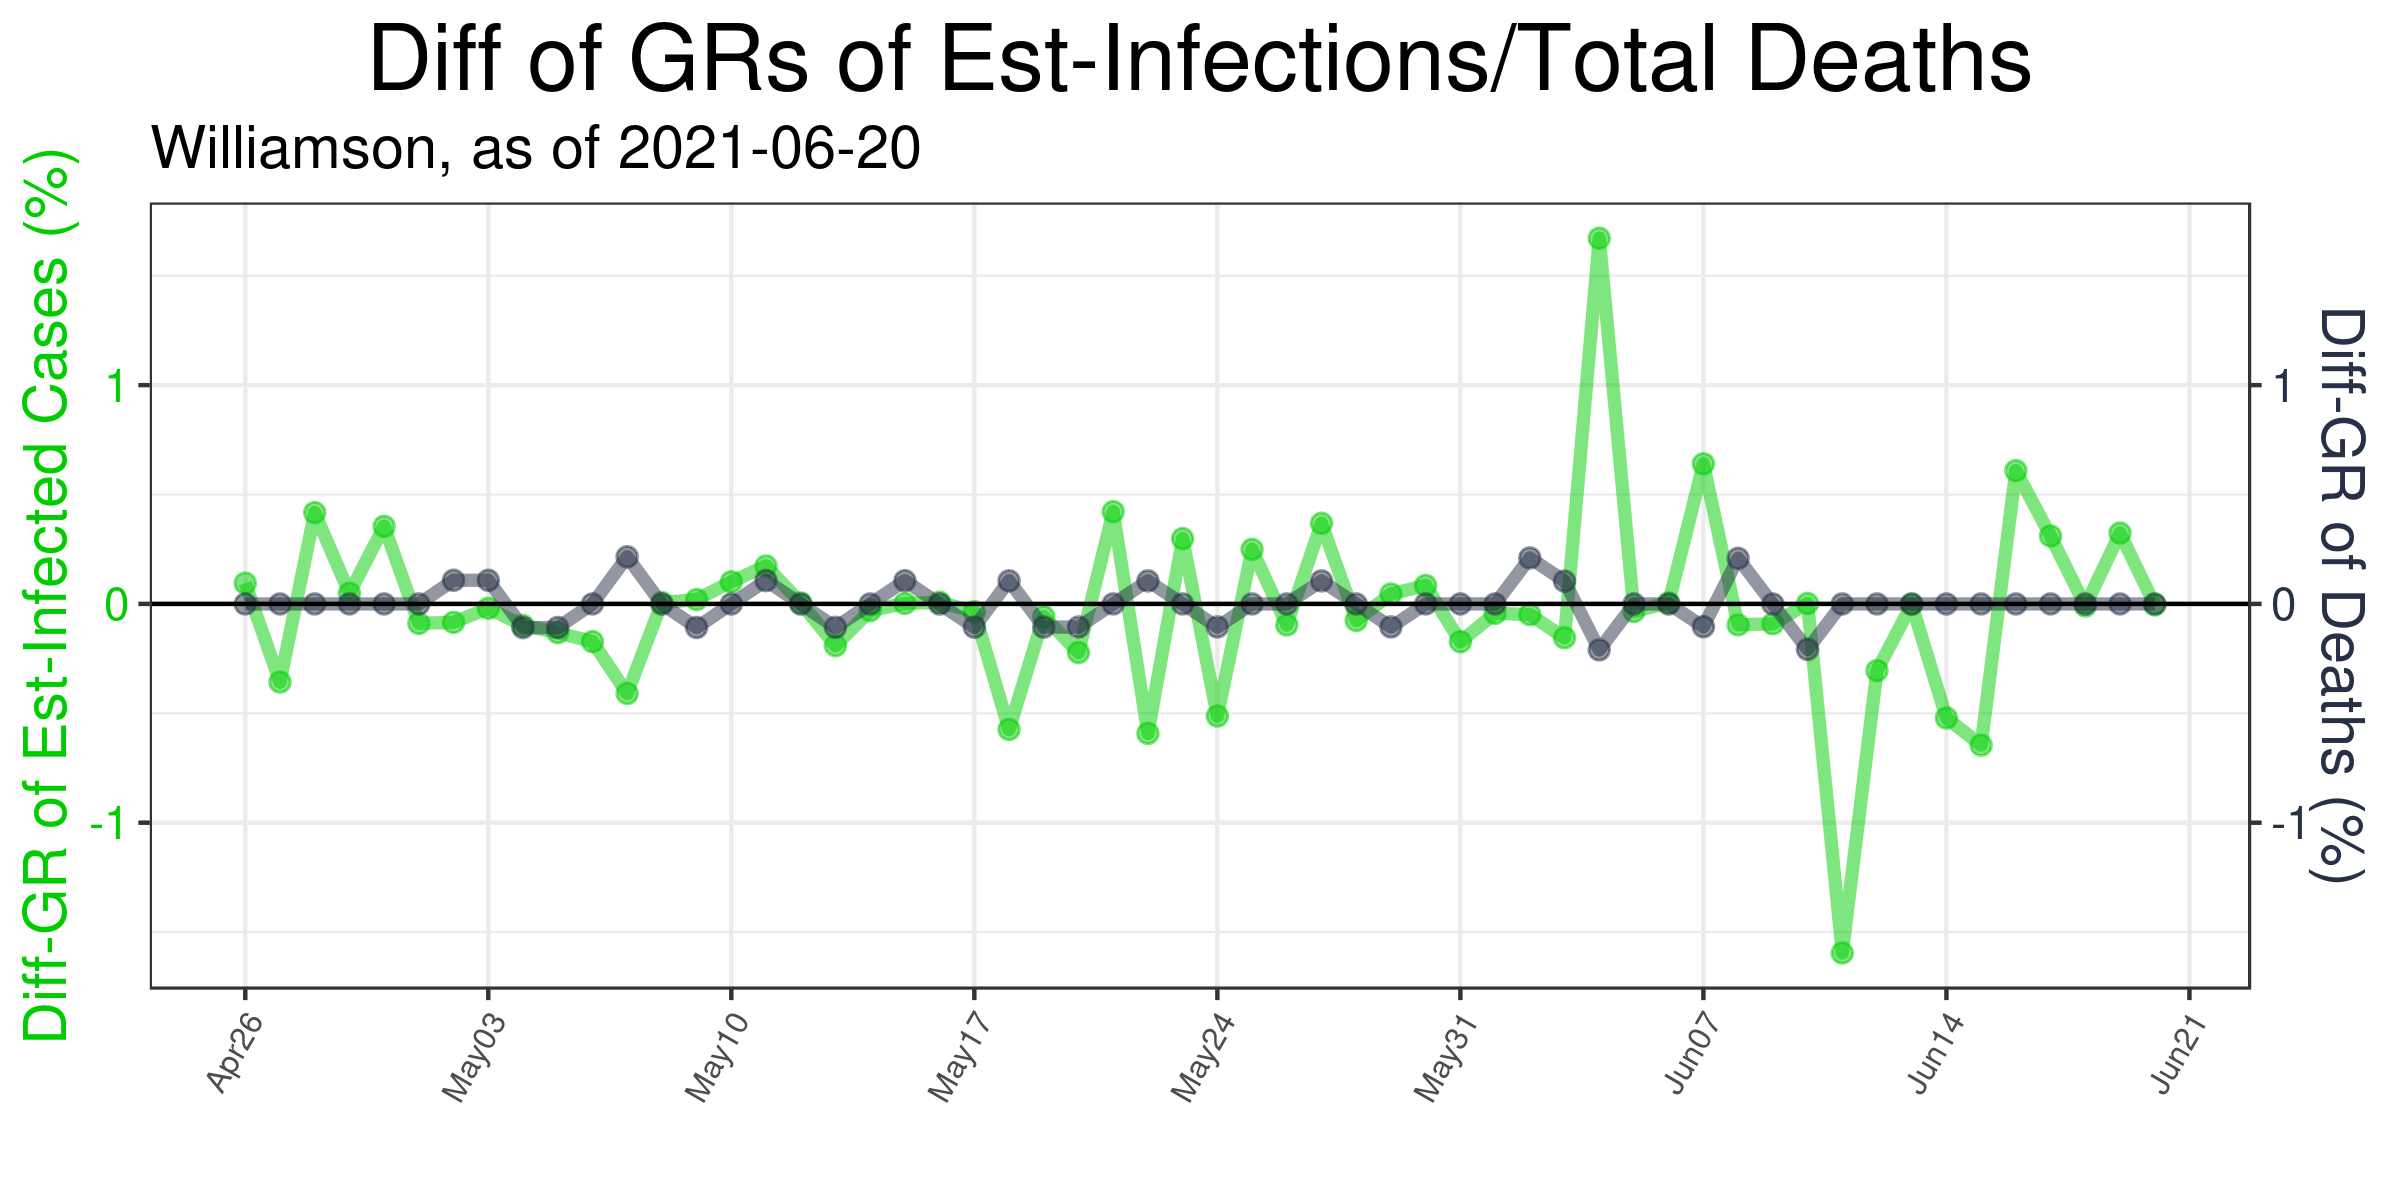 Diff of GRs of Est-Infections/Total Deaths
Williamson, as of 2021-06-20
Diff-GR of Est-Infected Cases (%)
1
0
-1
1
0
-1
Diff-GR of Deaths (%)
Apr26
May03
May10
May17
May24
May31
Jun07
Jun14
Jun21